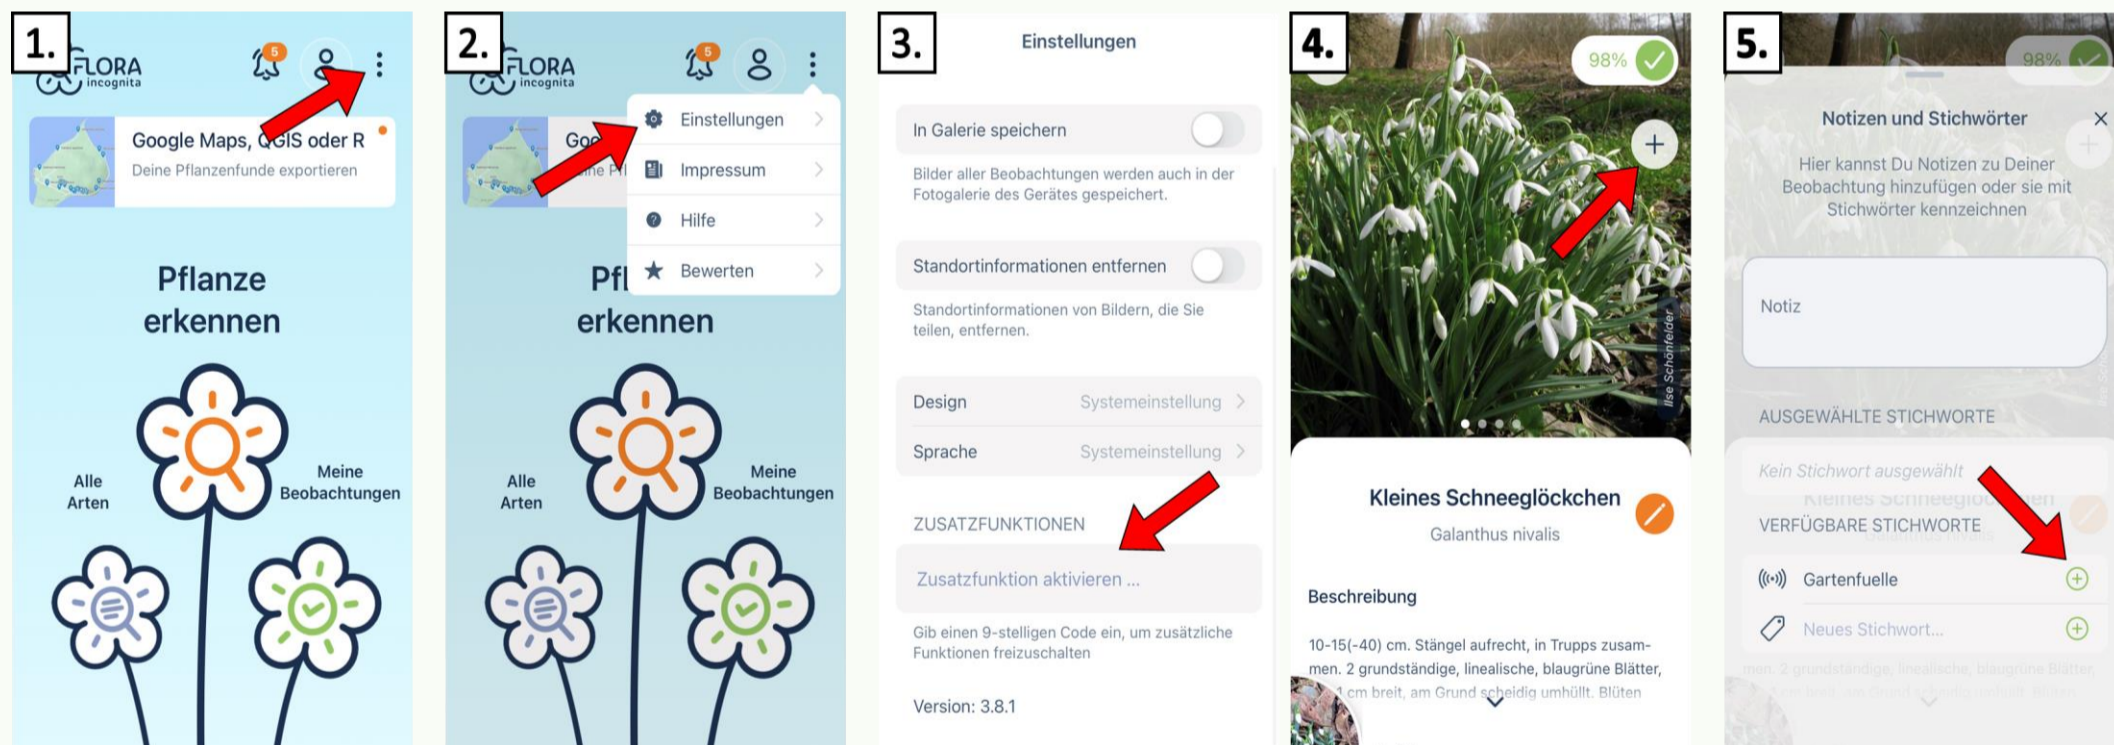 1.
FLORA
incognita
5
Google Maps, QGIS oder R
Deine Pflanzenfunde exportieren
Pflanze
erkennen
Alle
Arten
Meine
Beobachtungen
2.
FLORA
incognita
5
Einstellungen
Impressum
Hilfe
Bewerten
erkennen
Alle
Arten
Meine
Beobachtungen
3.
Einstellungen
In Galerie speichern
Bilder aller Beobachtungen werden auch in der
Fotogalerie des Gerätes gespeichert.
Standortinformationen entfernen
Standortinformationen von Bildern, die Sie
teilen, entfernen.
Design Systemeinstellung
Sprache Systemeinstellung
ZUSATZFUNKTIONEN
Zusatzfunktion aktivieren ...
Gib einen 9-stelligen Code ein, um zusätzliche
Funktionen freizuschalten
Version: 3.8.1
4.
98%
Ilse Schönfelder
Kleines Schneeglöckchen
Galanthus nivalis
Beschreibung
10-15(-40) cm. Stängel aufrecht, in Trupps zusam-
men. 2 grundständige, linealische, blaugrüne Blätter,
cm breit, am Grund scheidig umhüllt. Blüten
5.
98%
Notizen und Stichwörter
Hier kannst Du Notizen zu Deiner
Beobachtung hinzufügen oder sie mit
Stichwörter kennzeichnen
Notiz
AUSGEWÄHLTE STICHWORTE
Kein Stichwort ausgewählt
VERFÜGBARE STICHWORTE
Gartenfuelle
Neues Stichwort...
men. 2 grundständige, linealische, blaugrüne Blätter,